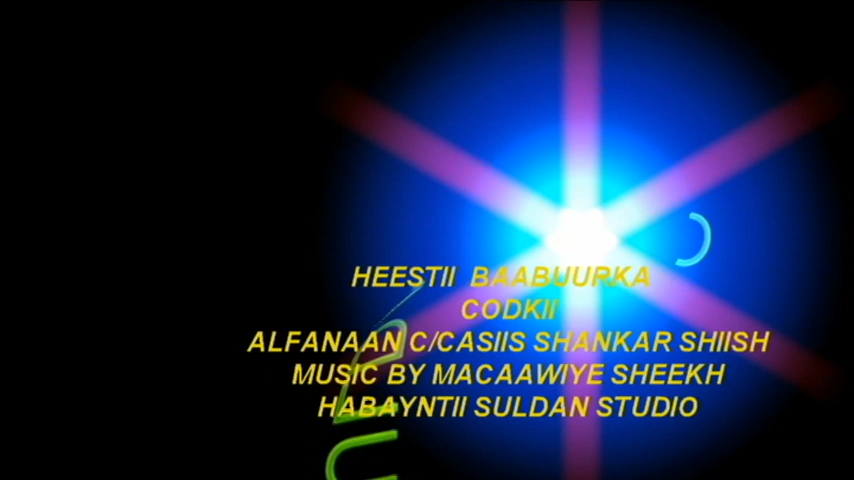 HEESTII BAABUURKA
CODKII
ALFANAAN C/CASIIS SHANKAR SHIISH
MUSIC BY MACAAWIYE SHEEKH
HABAYNTII SULDAN STUDIO